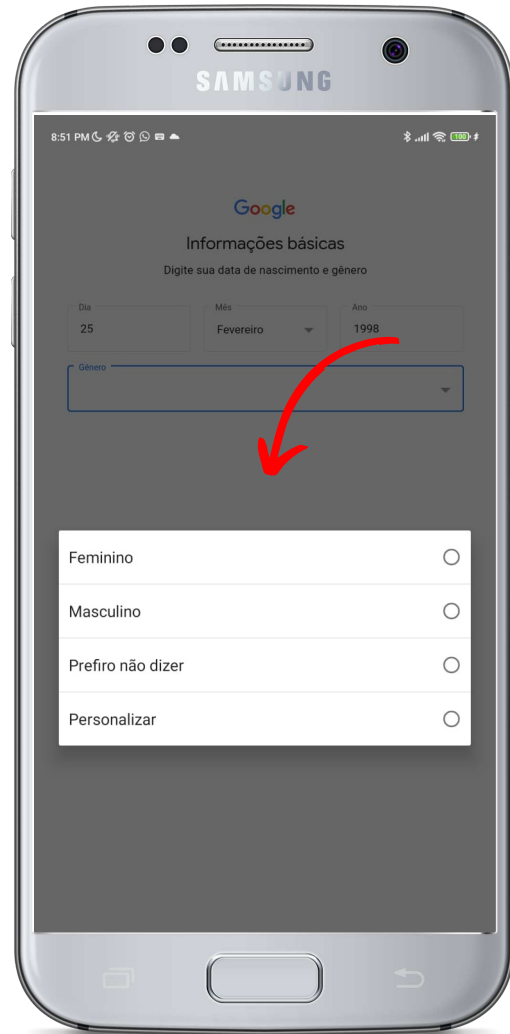 SAMSUNG
8:51 PM
100
Google
Informações básicas
Digite sua data de nascimento e gênero
Dia
Mês
Ano
25
Fevereiro
1998
Gênero
Feminino
Masculino
Prefiro não dizer
Personalizar